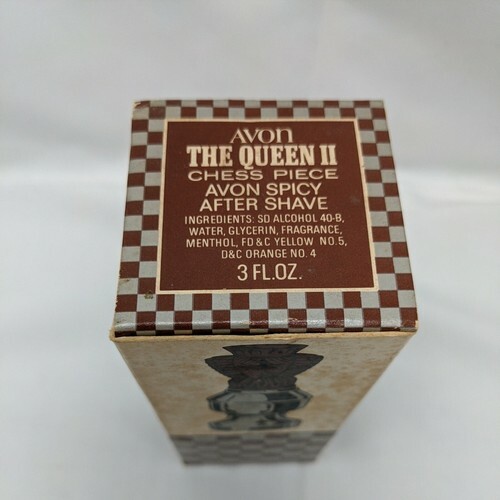 AVON
THE QUEEN II
CHESS PIECE
AVON SPICY
AFTER SHAVE
INGREDIENTS: SD ALCOHOL 40-B,
WATER, GLYCERIN, FRAGRANCE,
MENTHOL, FD&C YELLOW NO.5,
D&C ORANGE NO. 4
3 FL.OZ.